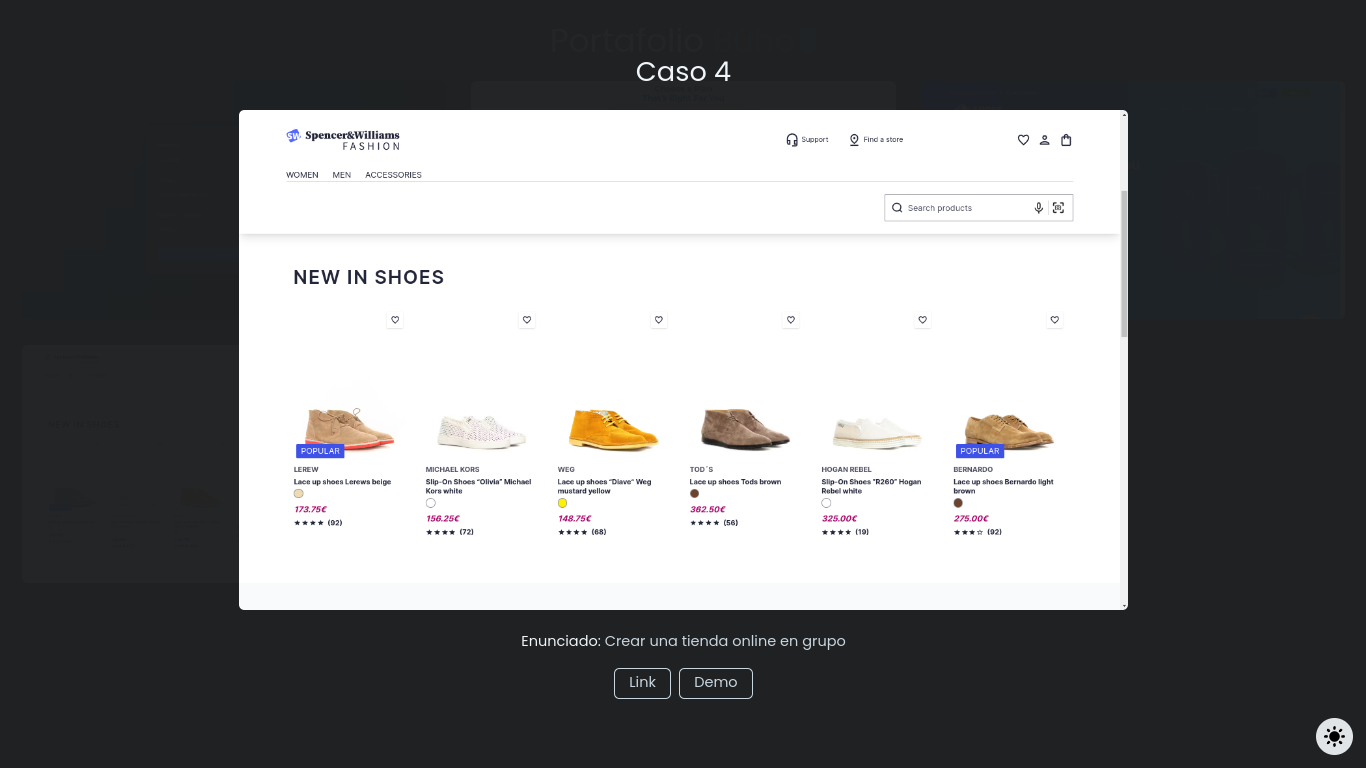 Portafolio
Caso 4
SW Spencer&Williams
FASHION
Support
Find a store
WOMEN MEN ACCESSORIES
Search products
NEW IN SHOES
POPULAR
LEREW
Lace up shoes Lerews beige
173.75€
(92)
MICHAEL KORS
Slip-On Shoes “Olivia” Michael
Kors white
156.25€
(72)
WEG
Lace up shoes “Diave” Weg
mustard yellow
148.75€
(68)
TOD´S
Lace up shoes Tods brown
362.50€
(56)
HOGAN REBEL
Slip-On Shoes “R260” Hogan
Rebel white
325.00€
(19)
POPULAR
BERNARDO
Lace up shoes Bernardo light
brown
275.00€
(92)
Enunciado: Crear una tienda online en grupo
Link
Demo